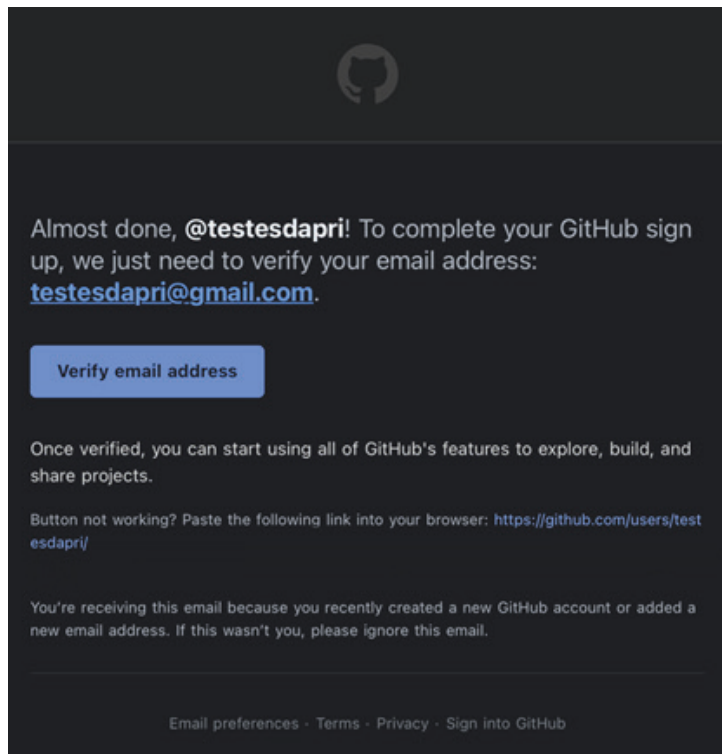 Almost done, @testesdapri! To complete your GitHub sign
up, we just need to verify your email address:
testesdapri@gmail.com.
Verify email address
Once verified, you can start using all of GitHub's features to explore, build, and
share projects.
Button not working? Paste the following link into your browser: https://github.com/users/test
esdapri/
You're receiving this email because you recently created a new GitHub account or added a
new email address. If this wasn't you, please ignore this email.
Email preferences · Terms · Privacy · Sign into GitHub